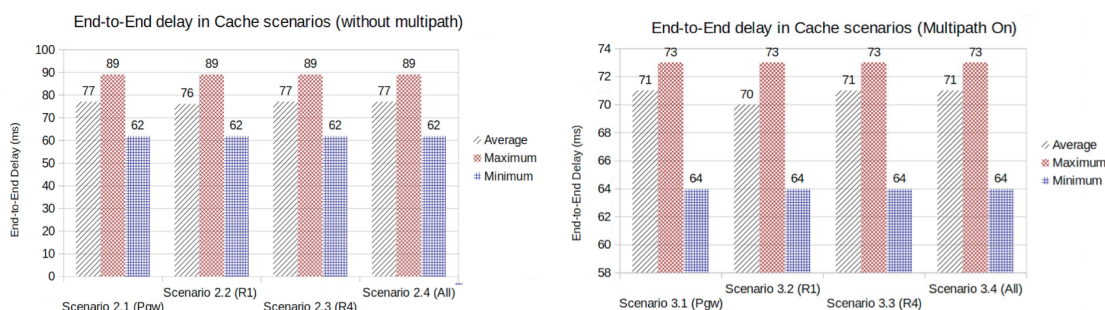 End-to-End delay in Cache scenarios (without multipath)
100
90
80
70
60
50
40
30
20
10
0
End-to-End Delay (ms)
77
89
62
76
89
62
77
89
62
77
89
62
Average
Maximum
Minimum
Scenario 2.1 (Pgw)
Scenario 2.2 (R1)
Scenario 2.3 (R4)
Scenario 2.4 (All)
End-to-End delay in Cache scenarios (Multipath On)
74
72
70
68
66
64
62
60
58
End-to-End Delay (ms)
71
73
64
70
73
64
71
73
64
71
73
64
Average
Maximum
Minimum
Scenario 3.1 (Pgw)
Scenario 3.2 (R1)
Scenario 3.3 (R4)
Scenario 3.4 (All)